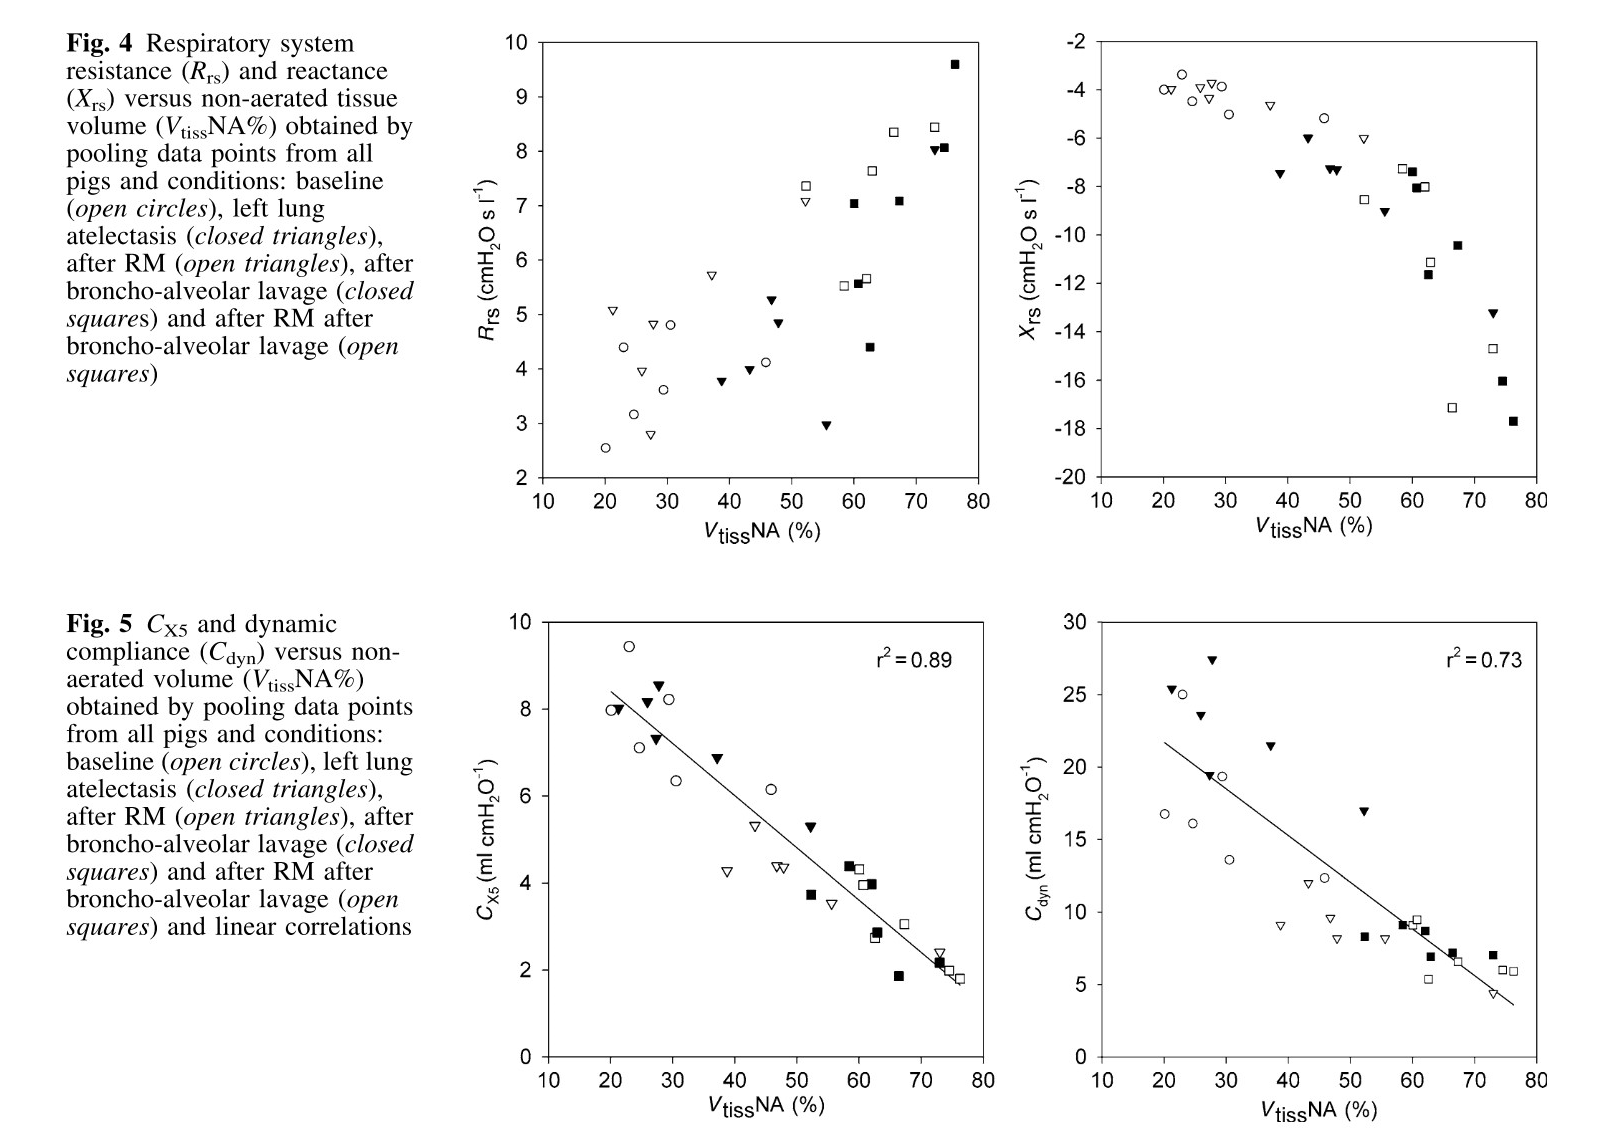 Fig. 4 Respiratory system
resistance (Rrs) and reactance
(Xrs) versus non-aerated tissue
volume (VtissNA%) obtained by
pooling data points from all
pigs and conditions: baseline
(open circles), left lung
atelectasis (closed triangles),
after RM (open triangles), after
broncho-alveolar lavage (closed
squares) and after RM after
broncho-alveolar lavage (open
squares)
10
9
8
7
6
5
4
3
2
Rrs (cmH2O s l-1)
10 20 30 40 50 60 70 80
VtissNA (%)
-2
-4
-6
-8
-10
-12
-14
-16
-18
-20
Xrs (cmH2O s l-1)
10 20 30 40 50 60 70 80
VtissNA (%)
Fig. 5 CX5 and dynamic
compliance (Cdyn) versus non-
aerated volume (VtissNA%)
obtained by pooling data points
from all pigs and conditions:
baseline (open circles), left lung
atelectasis (closed triangles),
after RM (open triangles), after
broncho-alveolar lavage (closed
squares) and after RM after
broncho-alveolar lavage (open
squares) and linear correlations
10
8
6
4
2
0
CX5 (ml cmH2O-1)
r2 = 0.89
10 20 30 40 50 60 70 80
VtissNA (%)
30
25
20
15
10
5
0
Cdyn (ml cmH2O-1)
r2 = 0.73
10 20 30 40 50 60 70 80
VtissNA (%)